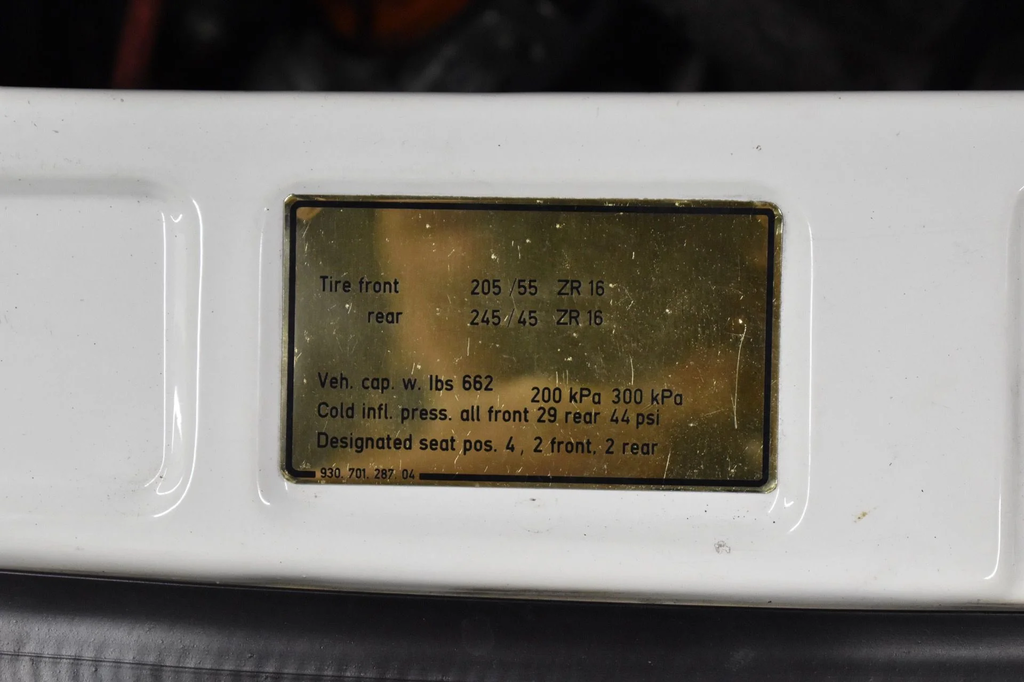 Tire front 205/55 ZR 16
rear 245/45 ZR 16
Veh. cap. w. lbs 662
200 kPa 300 kPa
Cold infl. press. all front 29 rear 44 psi
Designated seat pos. 4, 2 front, 2 rear
930. 701. 287. 04